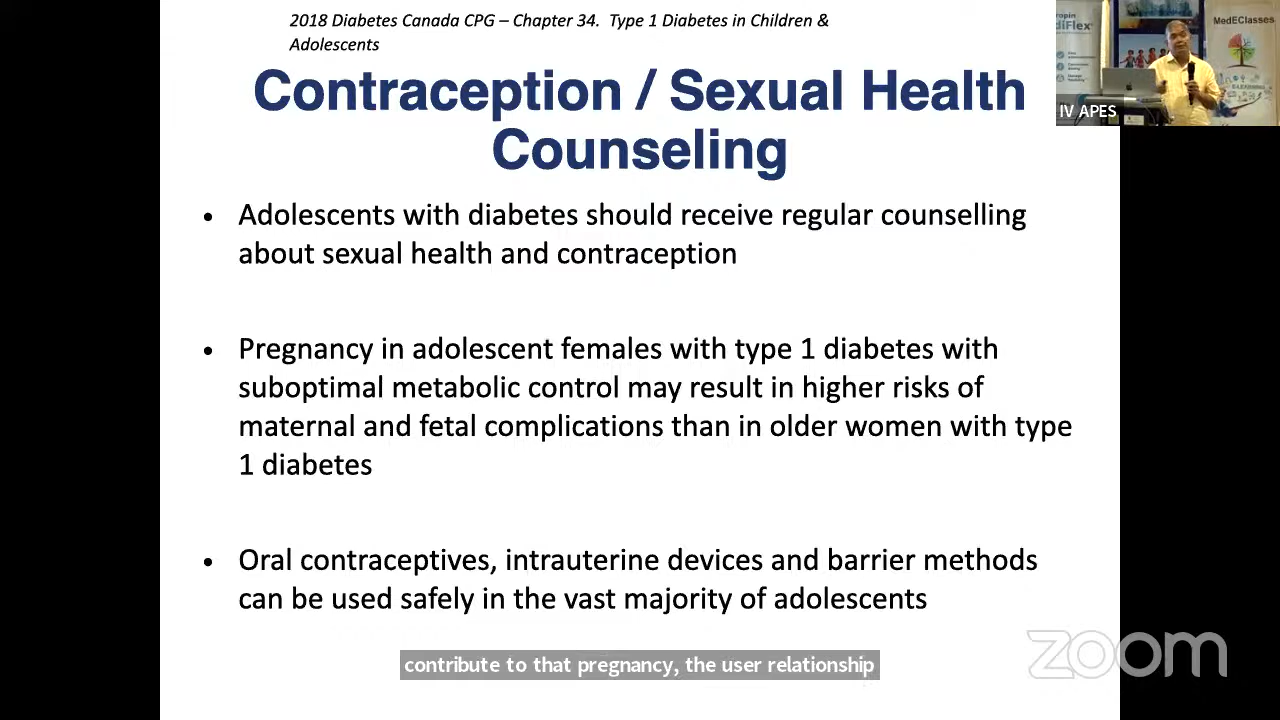 2018 Diabetes Canada CPG – Chapter 34.  Type 1 Diabetes in Children &
Adolescents
Contraception / Sexual Health
Counseling
• Adolescents with diabetes should receive regular counselling
about sexual health and contraception
• Pregnancy in adolescent females with type 1 diabetes with
suboptimal metabolic control may result in higher risks of
maternal and fetal complications than in older women with type
1 diabetes
• Oral contraceptives, intrauterine devices and barrier methods
can be used safely in the vast majority of adolescents
contribute to that pregnancy, the user relationship
zoom
MedEClasses
IV APES